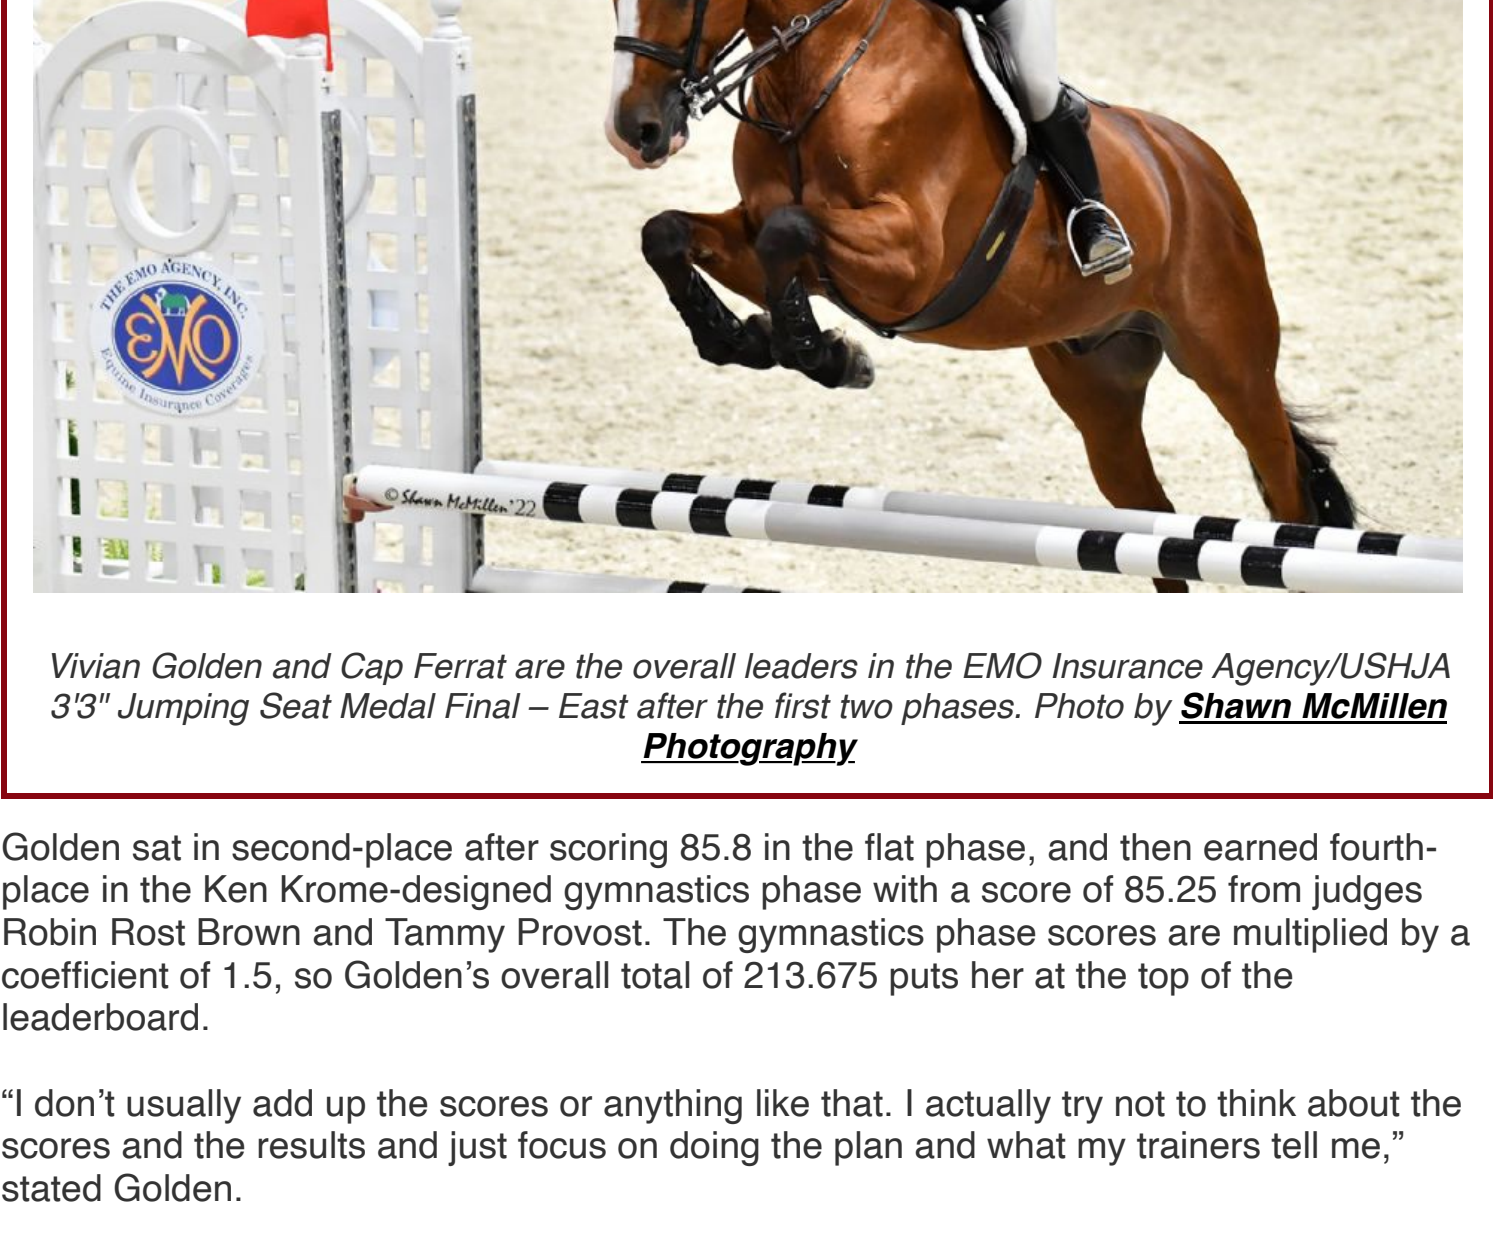 THE EMO AGENCY, INC.
EMO
Equine Insurance Coverages
© Shawn McMillen '22
Vivian Golden and Cap Ferrat are the overall leaders in the EMO Insurance Agency/USHJA
3'3" Jumping Seat Medal Final – East after the first two phases. Photo by Shawn McMillen
Photography
Golden sat in second-place after scoring 85.8 in the flat phase, and then earned fourth-
place in the Ken Krome-designed gymnastics phase with a score of 85.25 from judges
Robin Rost Brown and Tammy Provost. The gymnastics phase scores are multiplied by a
coefficient of 1.5, so Golden’s overall total of 213.675 puts her at the top of the
leaderboard.
“I don’t usually add up the scores or anything like that. I actually try not to think about the
scores and the results and just focus on doing the plan and what my trainers tell me,”
stated Golden.